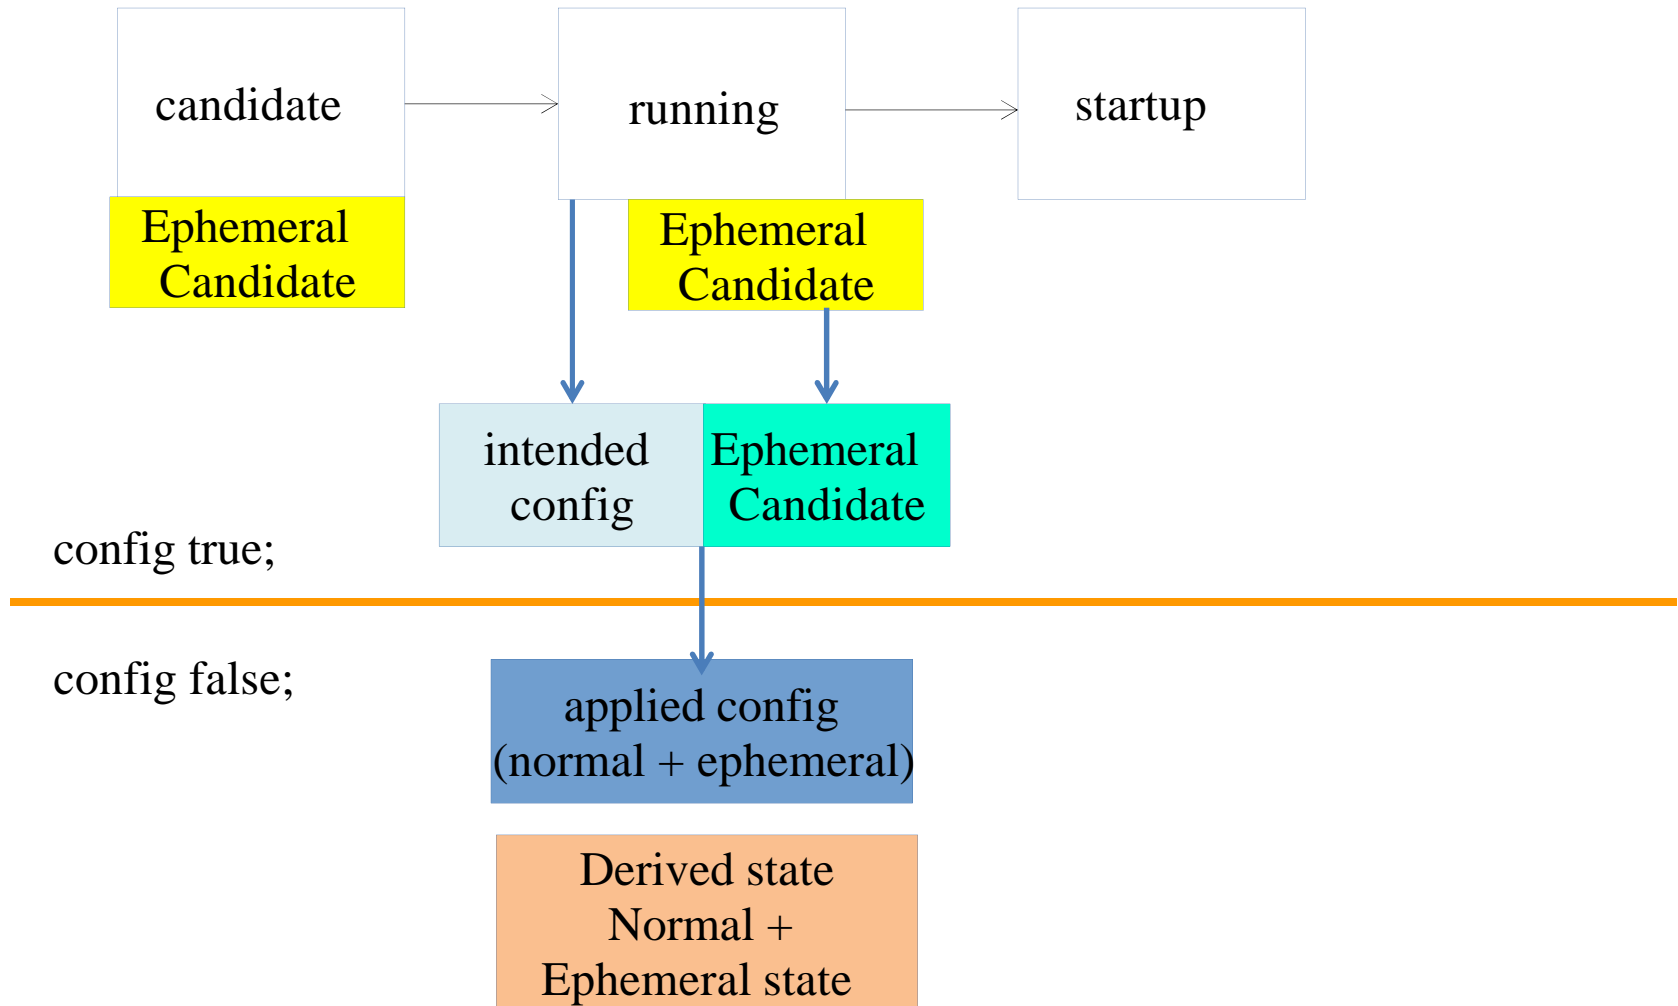 candidate
running
startup
Ephemeral
Candidate
Ephemeral
Candidate
intended
config
Ephemeral
Candidate
config true;
config false;
applied config
(normal + ephemeral)
Derived state
Normal +
Ephemeral state